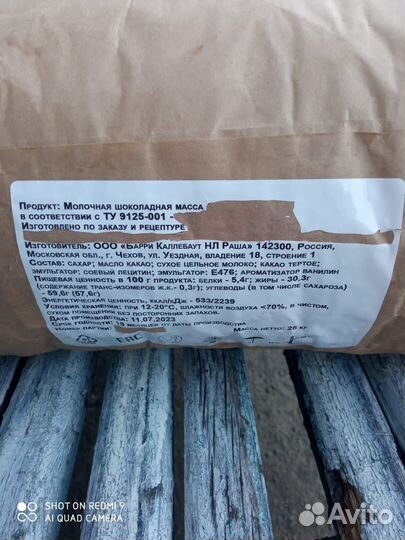 Продукт: Молочная шоколадная масса
в соответствии с ТУ 9125-001 -
Изготовлено по заказу и рецептуре
Изготовитель: ООО «Барри Каллебаут НЛ Раша» 142300, Россия,
Московская обл., г. Чехов, ул. Уездная, владение 18, строение 1
Состав: сахар; масло какао; сухое цельное молоко; какао тертое;
эмульгатор: соевый лецитин; эмульгатор: Е476; ароматизатор ванилин
Пищевая ценность в 100 г продукта: белки - 5,4г; жиры - 30,3г
(содержание транс-изомеров ж.к.- 0,3г); углеводы (в том числе сахароза)
- 59,6г (57,6г)
Энергетическая ценность, ккал/кДж - 533/2239
Условия хранения: при 12-20°С, влажности воздуха <70%, в чистом,
сухом помещении без посторонних запахов.
Дата производства: 11.07.2023
Срок годности: 18 месяцев от даты производства
Номер партии: Масса нетто: 25 кг
EAC
SHOT ON REDMI 9
AI QUAD CAMERA
Avito